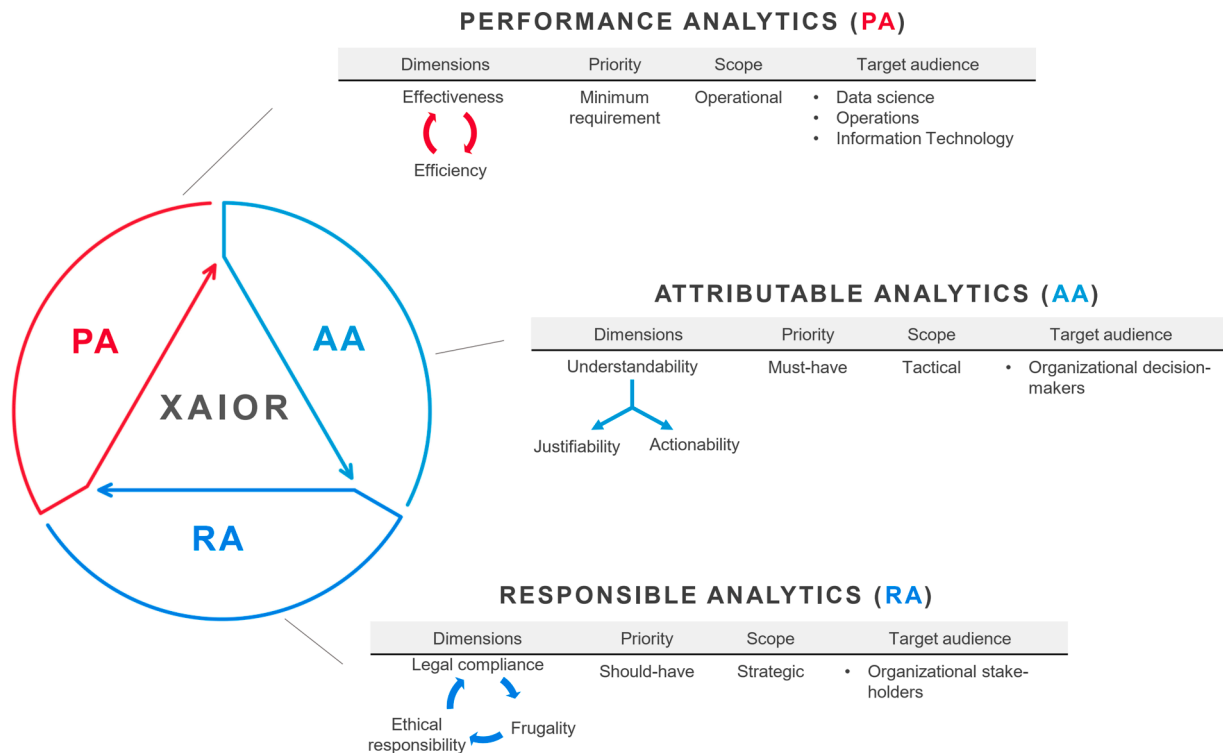 PERFORMANCE ANALYTICS (PA)
Dimensions Priority Scope Target audience
Effectiveness Minimum requirement Operational • Data science
• Operations
• Information Technology
Efficiency
PA
AA
XAIOR
RA
ATTRIBUTABLE ANALYTICS (AA)
Dimensions Priority Scope Target audience
Understandability Must-have Tactical • Organizational decision-
makers
Justifiability Actionability
RESPONSIBLE ANALYTICS (RA)
Dimensions Priority Scope Target audience
Legal compliance Should-have Strategic • Organizational stake-
holders
Ethical
responsibility
Frugality